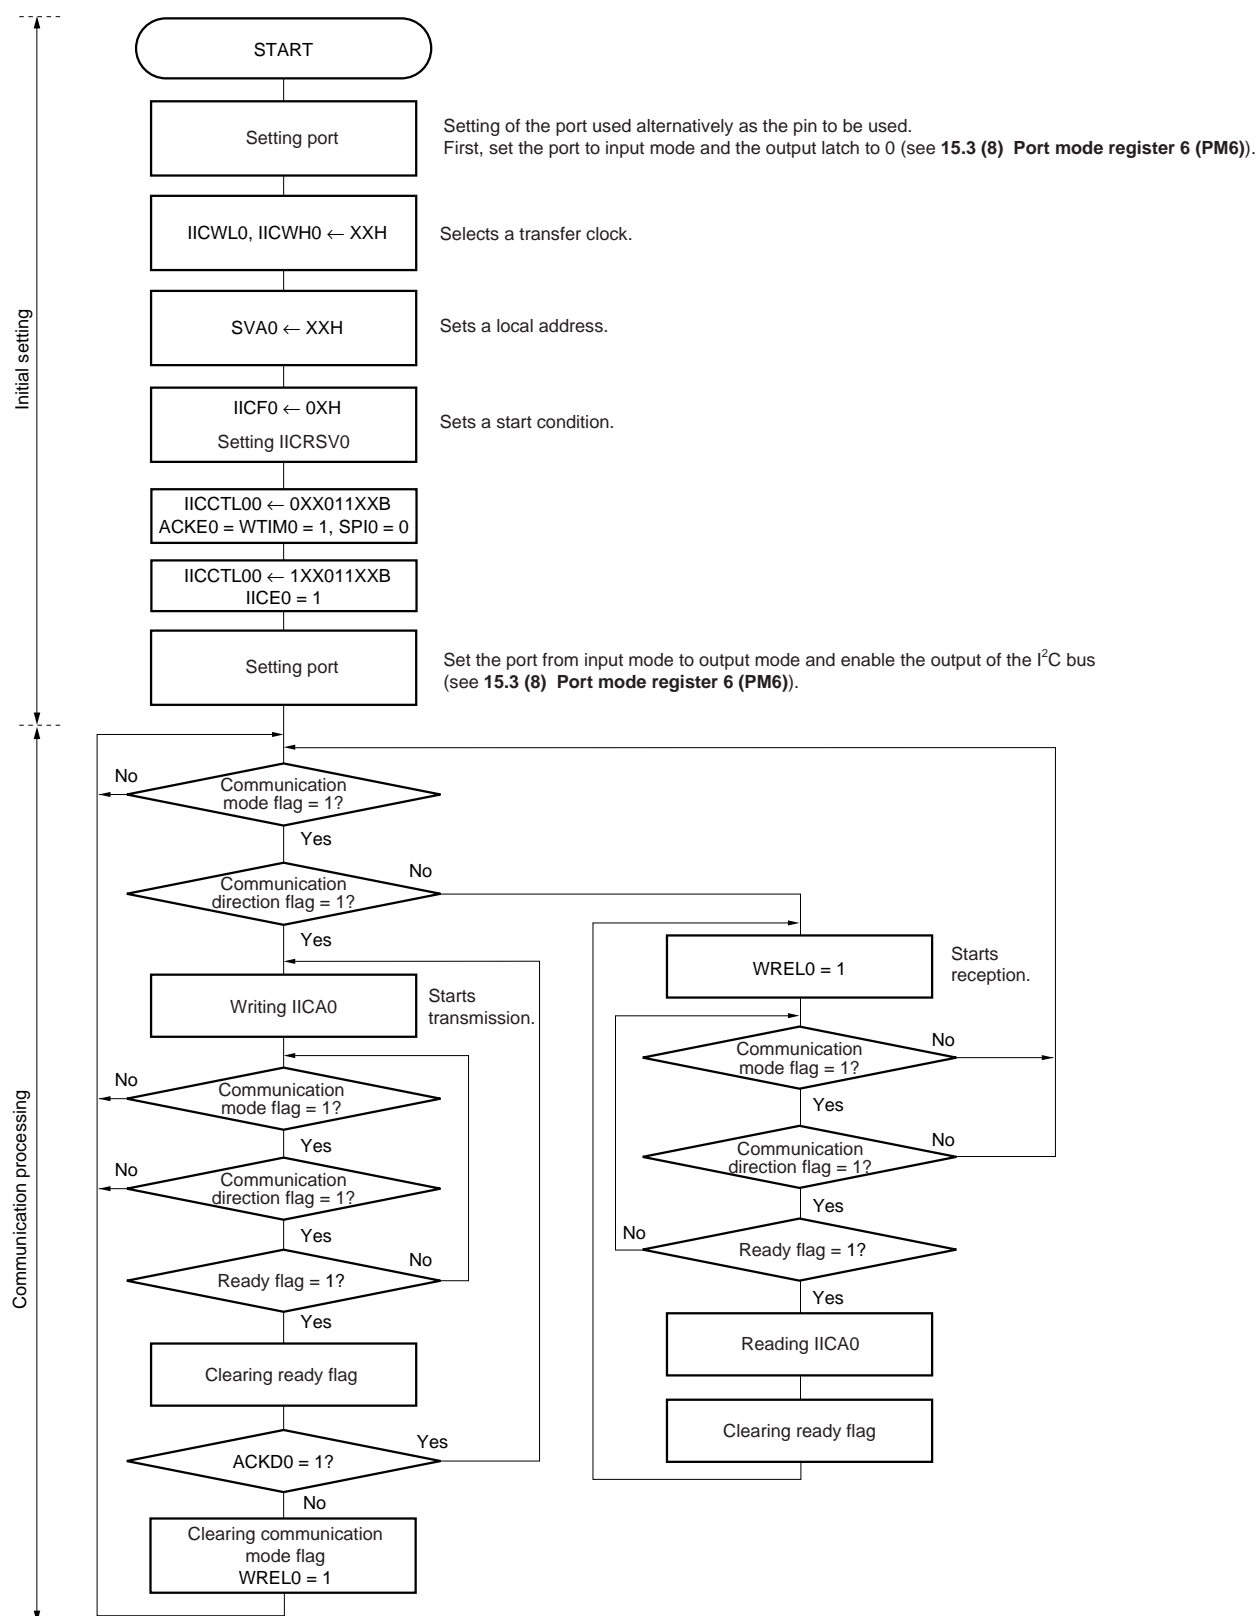 START
Setting port
Setting of the port used alternatively as the pin to be used.
First, set the port to input mode and the output latch to 0 (see 15.3 (8) Port mode register 6 (PM6)).
IICWL0, IICWH0 ← XXH
Selects a transfer clock.
SVA0 ← XXH
Sets a local address.
IICF0 ← 0XH
Setting IICRSV0
Sets a start condition.
IICCTL00 ← 0XX011XXB
ACKE0 = WTIM0 = 1, SPI0 = 0
IICCTL00 ← 1XX011XXB
IICE0 = 1
Setting port
Set the port from input mode to output mode and enable the output of the I²C bus
(see 15.3 (8) Port mode register 6 (PM6)).
Initial setting
No
Communication
mode flag = 1?
Yes
Communication
direction flag = 1?
No
Yes
Writing IICA0
Starts
transmission.
No
Communication
mode flag = 1?
Yes
No
Communication
direction flag = 1?
Yes
Ready flag = 1?
No
Yes
Clearing ready flag
ACKD0 = 1?
Yes
No
Clearing communication
mode flag
WREL0 = 1
WREL0 = 1
Starts
reception.
Communication
mode flag = 1?
No
Yes
Communication
direction flag = 1?
No
Yes
No
Ready flag = 1?
Yes
Reading IICA0
Clearing ready flag
Communication processing